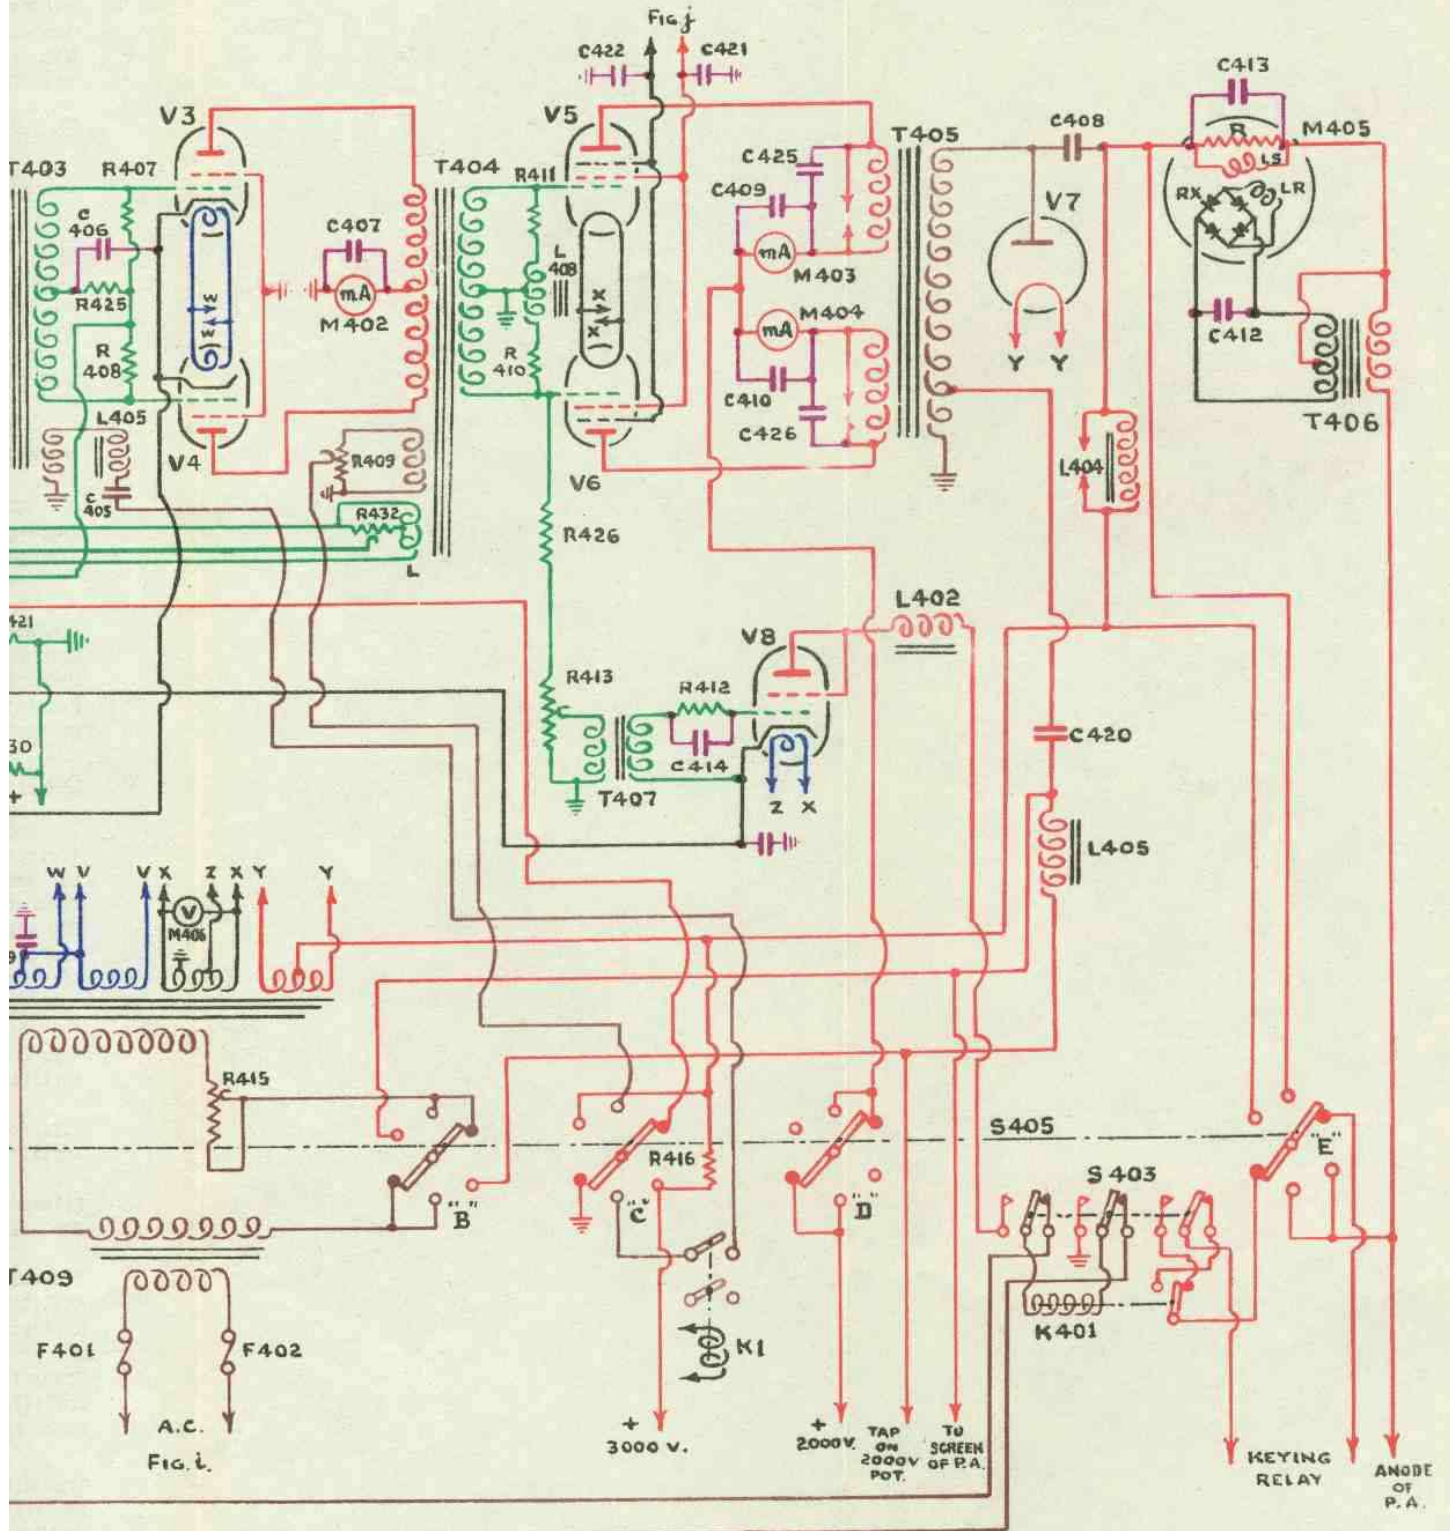 FIG. j
C422
C421
C413
V3
V5
T405
C408
R
M405
LS
T403
R407
T404
R411
C425
C409
RX
LR
V7
C
406
C407
L
408
mA
M403
R425
mA
M402
X
M404
mA
C412
R
408
R
410
X
Y
Y
C410
T406
L405
C426
V4
R409
V6
L404
C
405
R432
R426
L
L402
421
V8
R413
R412
30
+
C414
C420
T407
Z
X
L405
W
V
V
X
Z
X
Y
Y
V
M406
R415
S405
R416
"E"
S403
"B"
"C"
"D"
T409
K401
F401
F402
K1
A.C.
FIG. i.
+
3000 V.
+
2000V.
TAP
ON
2000V
POT.
TO
SCREEN
OF P.A.
KEYING
RELAY
ANODE
OF
P.A.